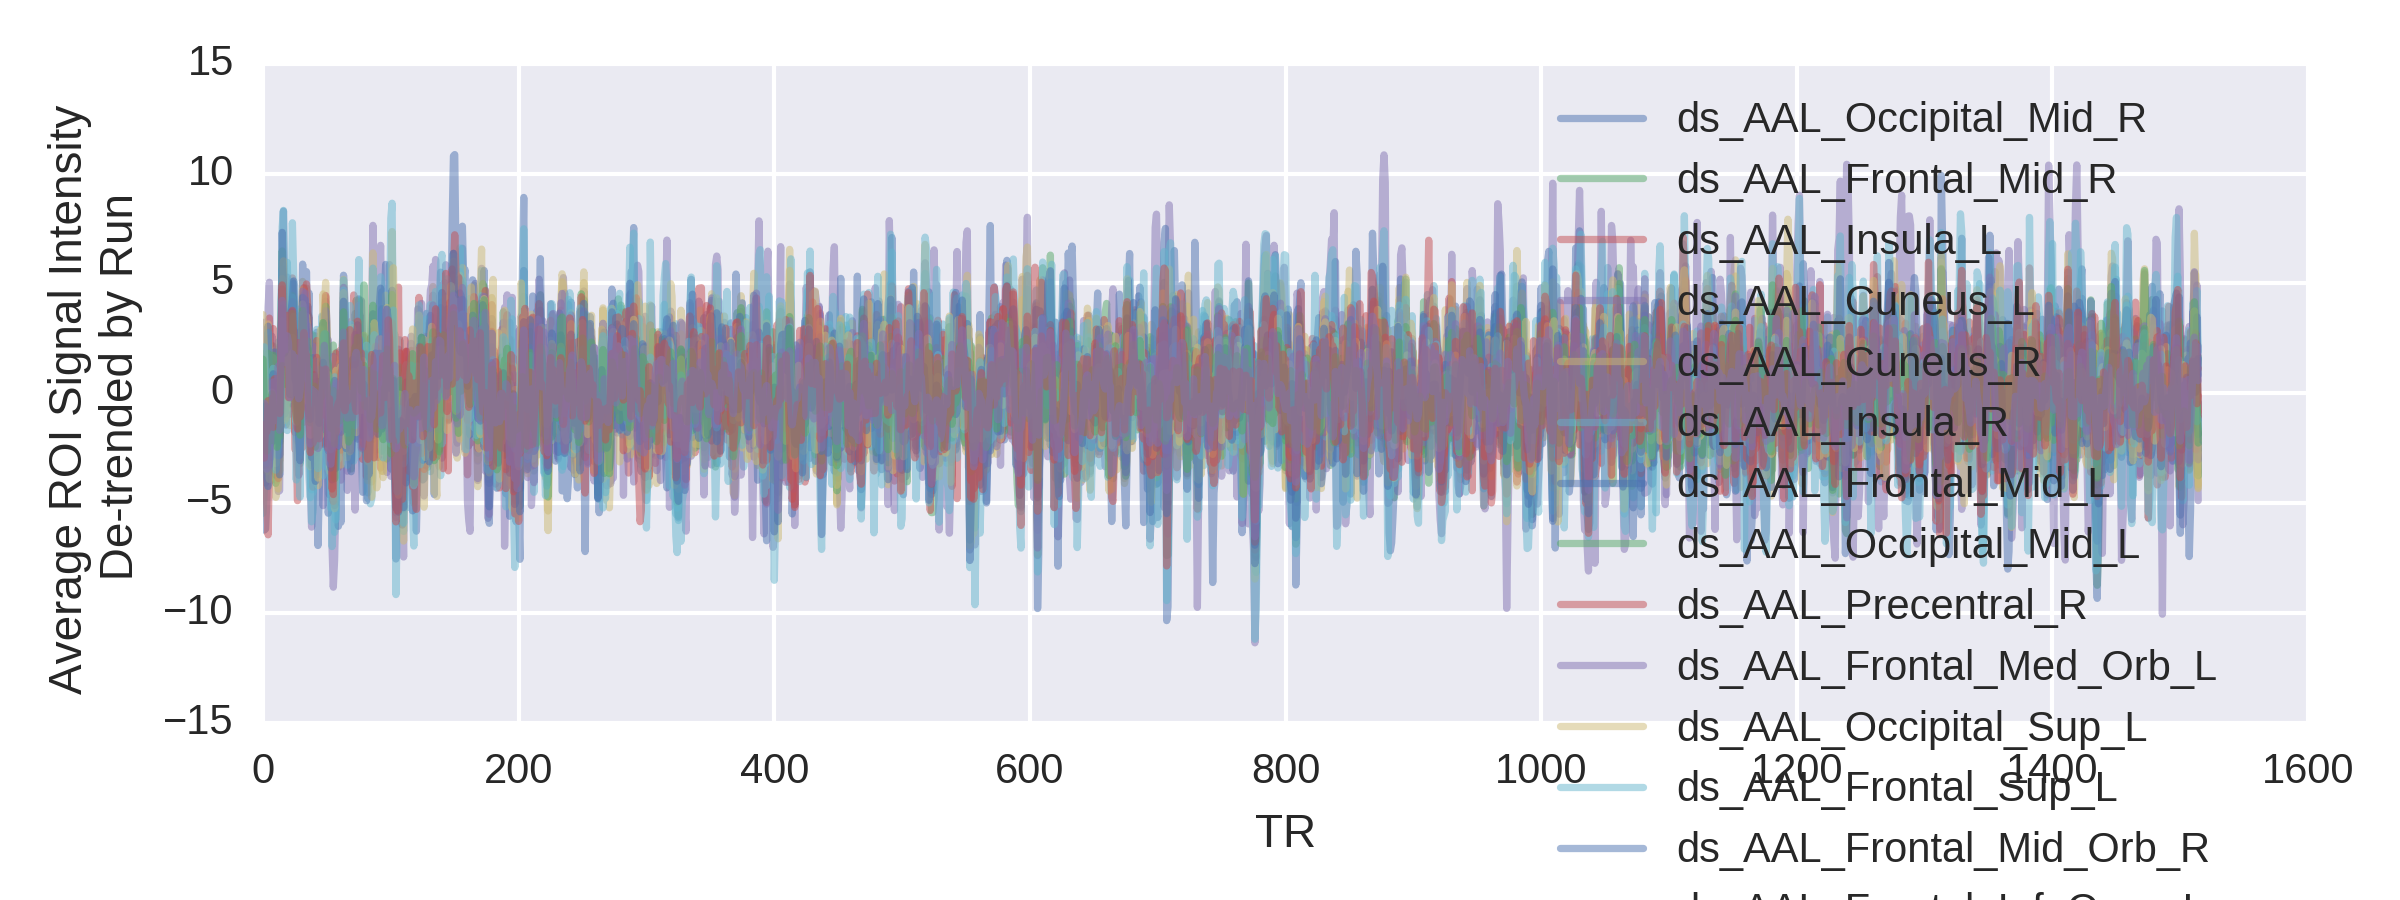 15
10
5
0
−5
−10
−15
Average ROI Signal Intensity
De-trended by Run
0
200
400
600
800
1000
1200
1400
1600
TR
ds_AAL_Occipital_Mid_R
ds_AAL_Frontal_Mid_R
ds_AAL_Insula_L
ds_AAL_Cuneus_L
ds_AAL_Cuneus_R
ds_AAL_Insula_R
ds_AAL_Frontal_Mid_L
ds_AAL_Occipital_Mid_L
ds_AAL_Precentral_R
ds_AAL_Frontal_Med_Orb_L
ds_AAL_Occipital_Sup_L
ds_AAL_Frontal_Sup_L
ds_AAL_Frontal_Mid_Orb_R